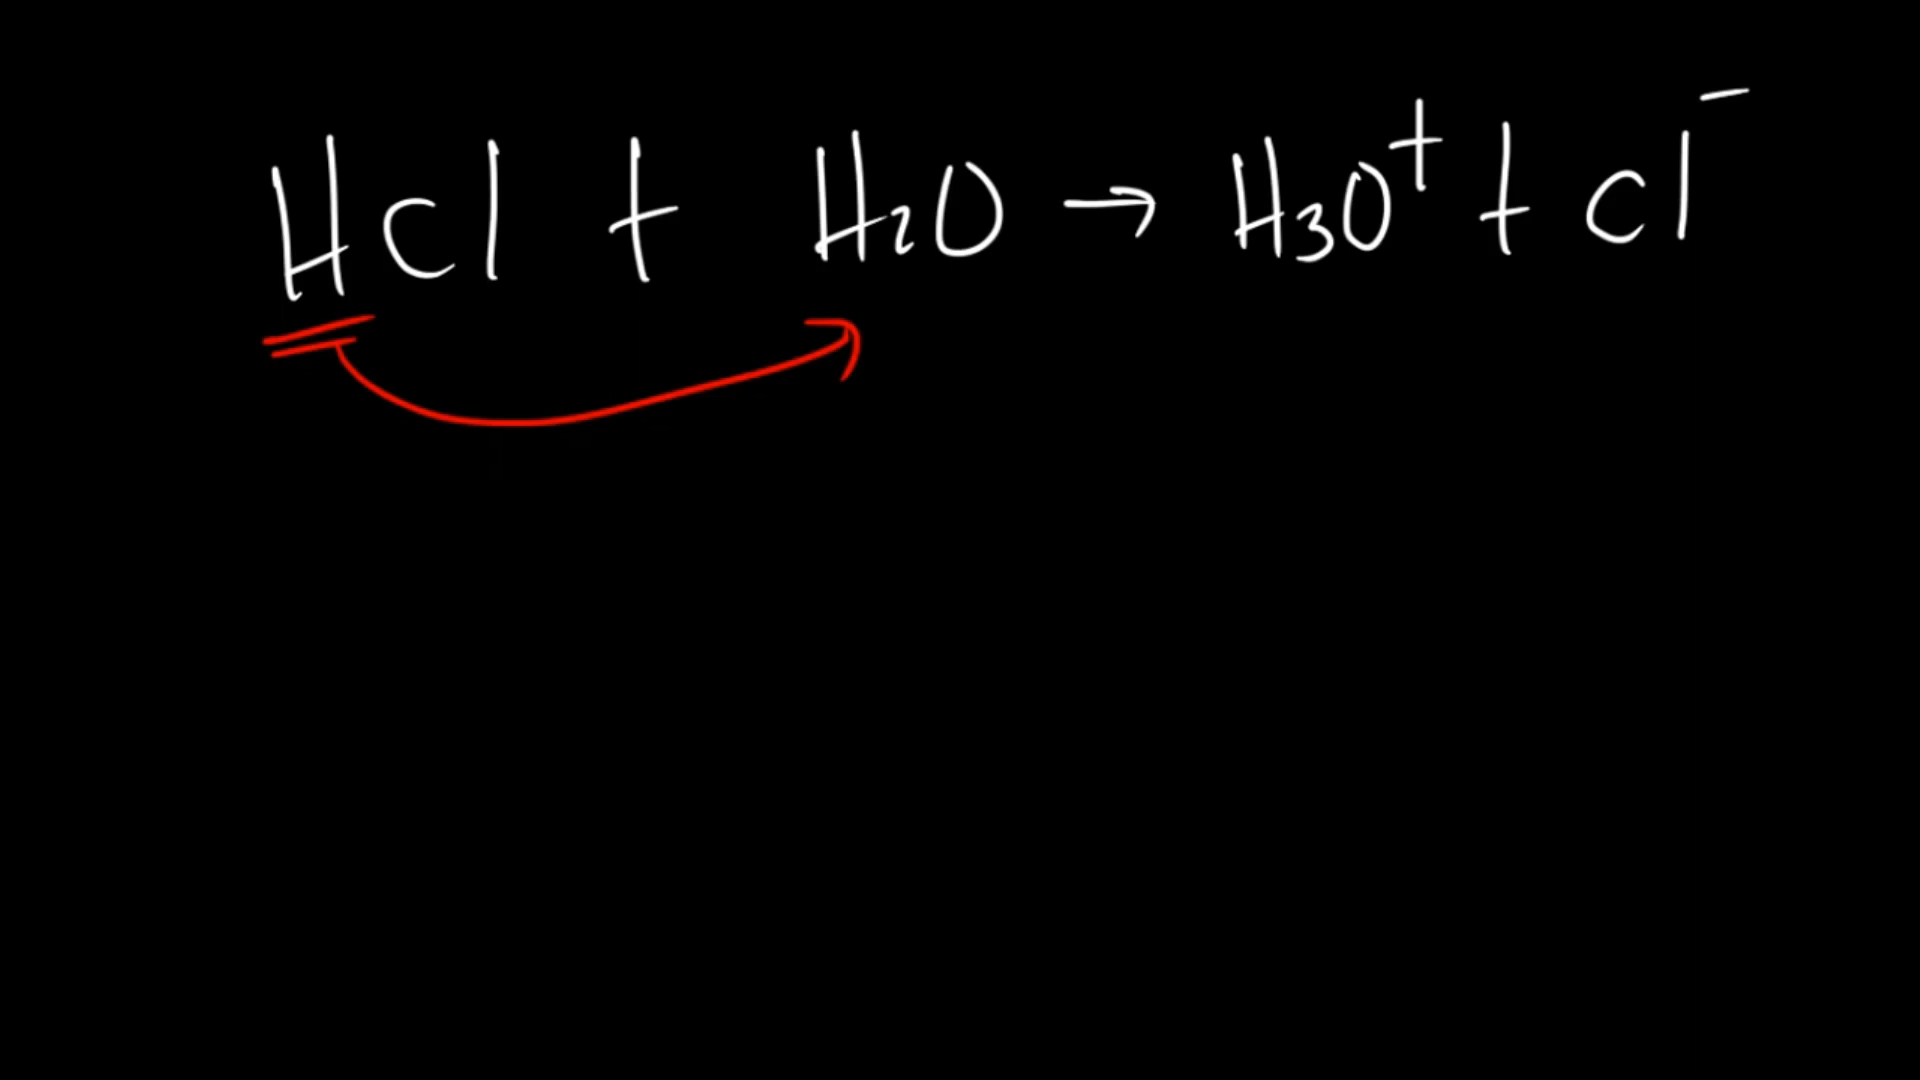 HCl + H₂O → H₃O⁺ + Cl⁻